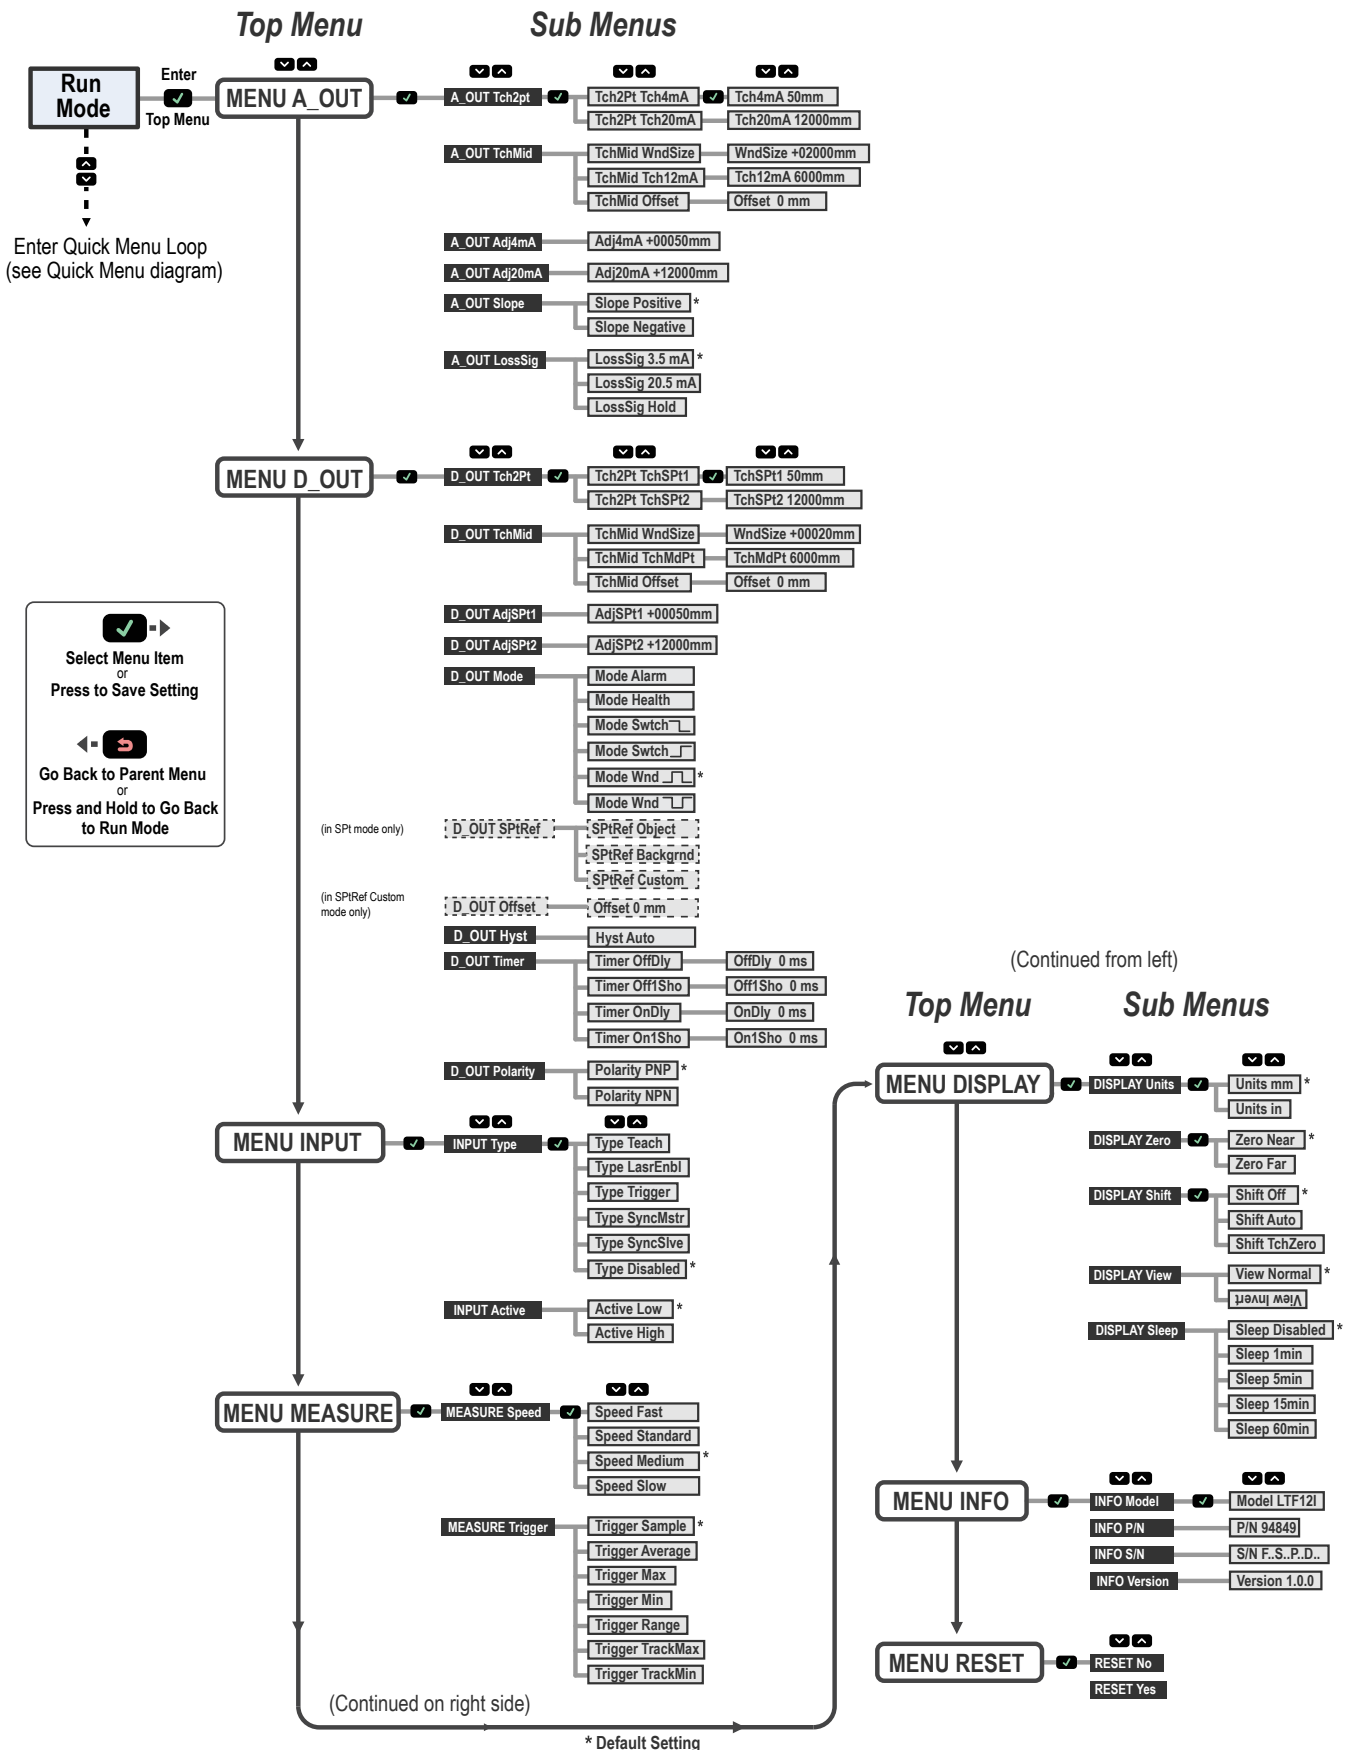 Top Menu
Sub Menus
Run Mode
Enter
Top Menu
Enter Quick Menu Loop
(see Quick Menu diagram)
MENU A_OUT
A_OUT Tch2pt
Tch2Pt Tch4mA
Tch4mA 50mm
Tch2Pt Tch20mA
Tch20mA 12000mm
A_OUT TchMid
TchMid WndSize
WndSize +02000mm
TchMid Tch12mA
Tch12mA 6000mm
TchMid Offset
Offset 0 mm
A_OUT Adj4mA
Adj4mA +00050mm
A_OUT Adj20mA
Adj20mA +12000mm
A_OUT Slope
Slope Positive *
Slope Negative
A_OUT LossSig
LossSig 3.5 mA *
LossSig 20.5 mA
LossSig Hold
MENU D_OUT
D_OUT Tch2Pt
Tch2Pt TchSPt1
TchSPt1 50mm
Tch2Pt TchSPt2
TchSPt2 12000mm
D_OUT TchMid
TchMid WndSize
WndSize +00020mm
TchMid TchMdPt
TchMdPt 6000mm
TchMid Offset
Offset 0 mm
D_OUT AdjSPt1
AdjSPt1 +00050mm
D_OUT AdjSPt2
AdjSPt2 +12000mm
D_OUT Mode
Mode Alarm
Mode Health
Mode Swtch
Mode Swtch
Mode Wnd *
Mode Wnd
(in SPt mode only)
D_OUT SPtRef
SPtRef Object
SPtRef Backgrnd
SPtRef Custom
(in SPtRef Custom
mode only)
D_OUT Offset
Offset 0 mm
D_OUT Hyst
Hyst Auto
D_OUT Timer
Timer OffDly
OffDly 0 ms
Timer Off1Sho
Off1Sho 0 ms
Timer OnDly
OnDly 0 ms
Timer On1Sho
On1Sho 0 ms
D_OUT Polarity
Polarity PNP *
Polarity NPN
Select Menu Item
or
Press to Save Setting
Go Back to Parent Menu
or
Press and Hold to Go Back
to Run Mode
MENU INPUT
INPUT Type
Type Teach
Type LasrEnbl
Type Trigger
Type SyncMstr
Type SyncSlve
Type Disabled *
INPUT Active
Active Low *
Active High
MENU MEASURE
MEASURE Speed
Speed Fast
Speed Standard
Speed Medium *
Speed Slow
MEASURE Trigger
Trigger Sample *
Trigger Average
Trigger Max
Trigger Min
Trigger Range
Trigger TrackMax
Trigger TrackMin
(Continued on right side)
* Default Setting
(Continued from left)
Top Menu
Sub Menus
MENU DISPLAY
DISPLAY Units
Units mm *
Units in
DISPLAY Zero
Zero Near *
Zero Far
DISPLAY Shift
Shift Off *
Shift Auto
Shift TchZero
DISPLAY View
View Normal *
View Invert
DISPLAY Sleep
Sleep Disabled *
Sleep 1min
Sleep 5min
Sleep 15min
Sleep 60min
MENU INFO
INFO Model
Model LTF12I
INFO P/N
P/N 94849
INFO S/N
S/N F..S..P..D..
INFO Version
Version 1.0.0
MENU RESET
RESET No
RESET Yes